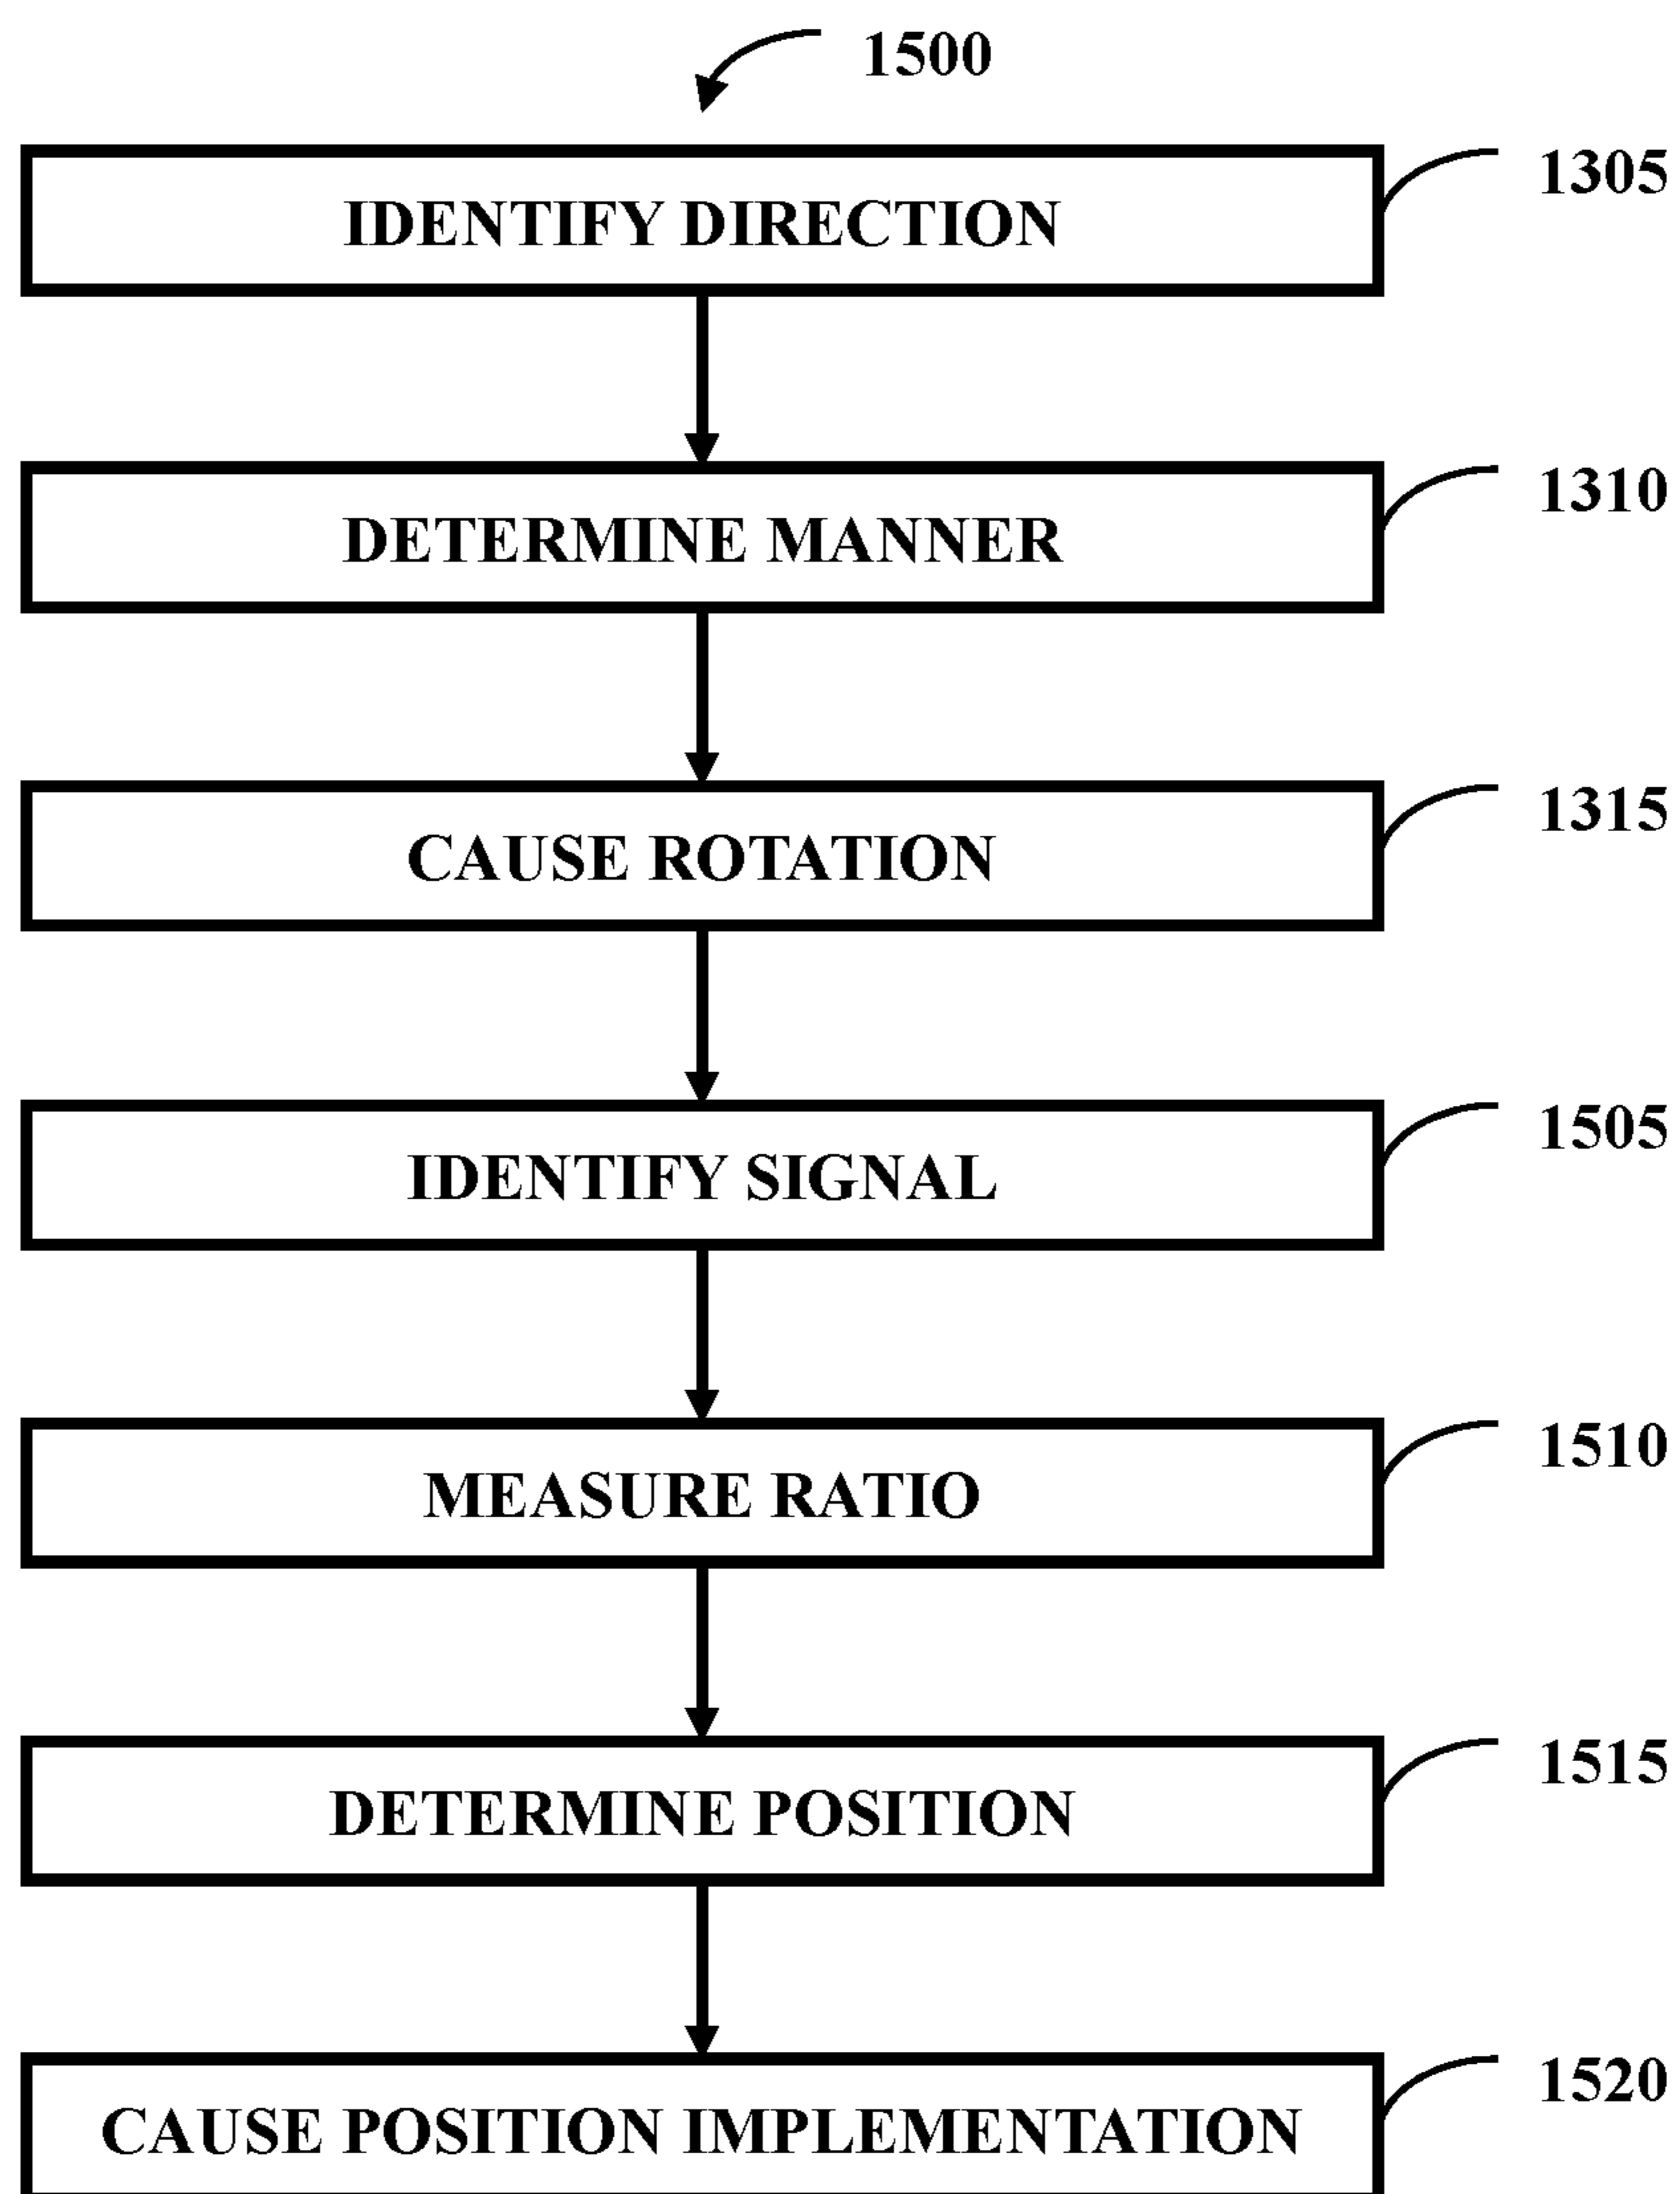 1500
IDENTIFY DIRECTION
1305
DETERMINE MANNER
1310
CAUSE ROTATION
1315
IDENTIFY SIGNAL
1505
MEASURE RATIO
1510
DETERMINE POSITION
1515
CAUSE POSITION IMPLEMENTATION
1520